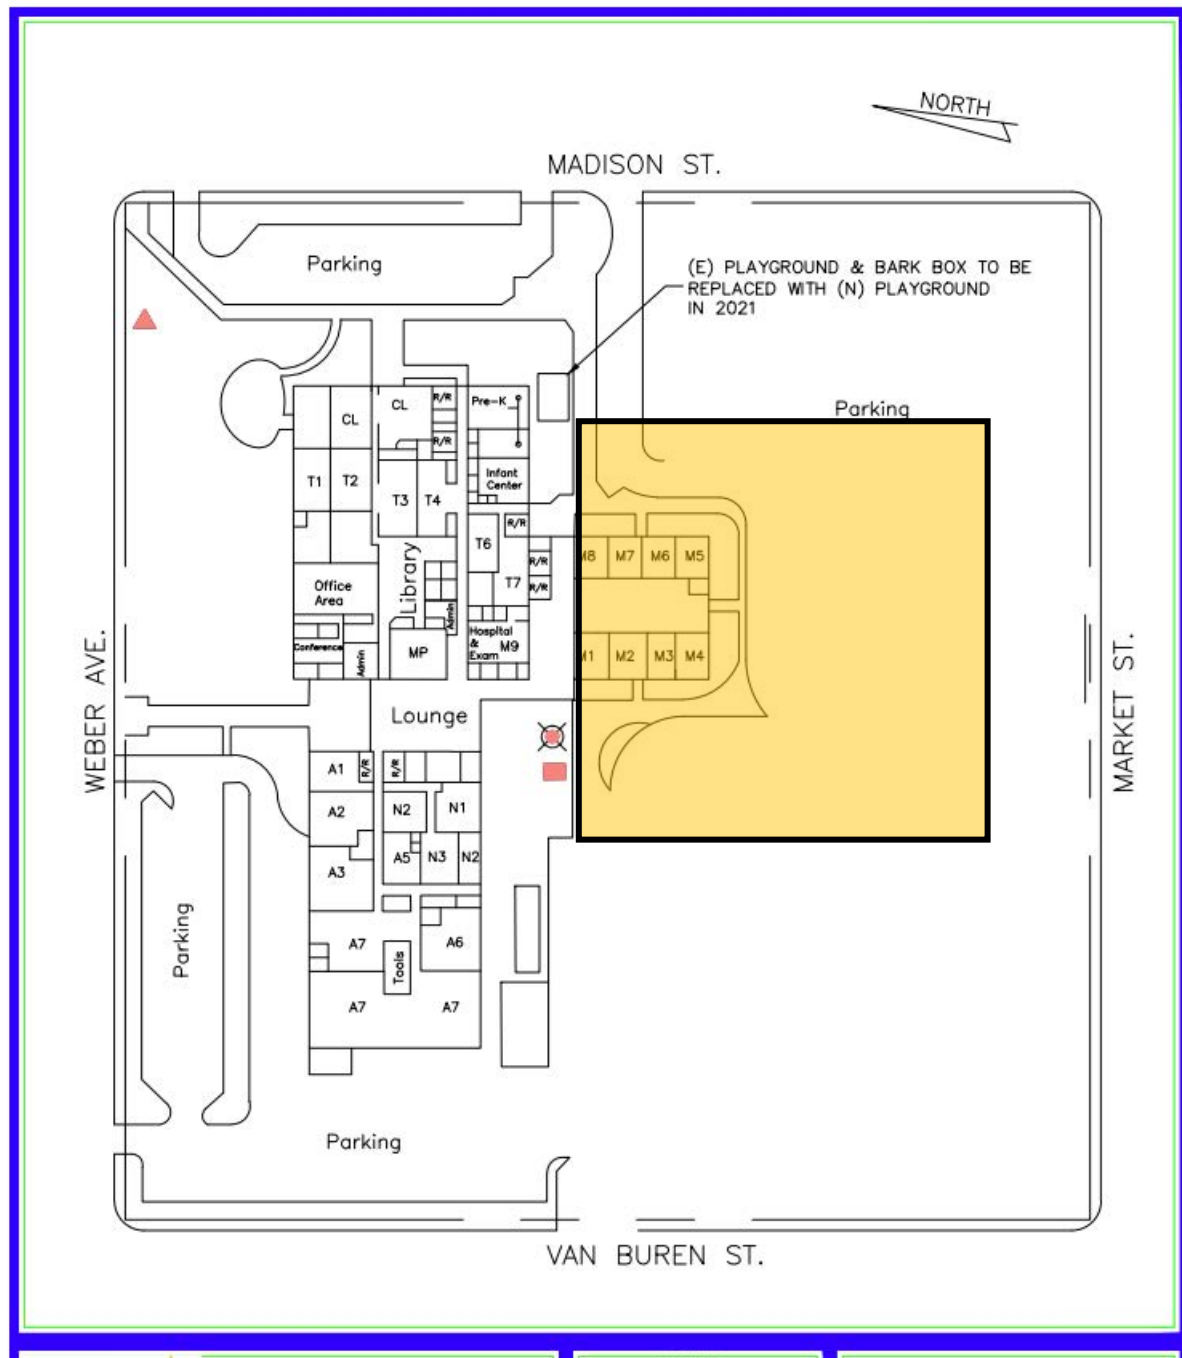 NORTH
MADISON ST.
Parking
(E) PLAYGROUND & BARK BOX TO BE
REPLACED WITH (N) PLAYGROUND
IN 2021
Parking
CL
CL
R/R
Pre-K
R/R
T1
T2
T3
T4
Infant
Center
R/R
T6
T7
R/R
R/R
M8
M7
M6
M5
Office
Area
Library
Admin
Conference
Admin
MP
Hospital
&
Exam
M9
M1
M2
M3
M4
WEBER AVE.
MARKET ST.
Lounge
A1
R/R
R/R
A2
N2
N1
A3
A5
N3
N2
Parking
A7
Tools
A6
A7
A7
Parking
VAN BUREN ST.